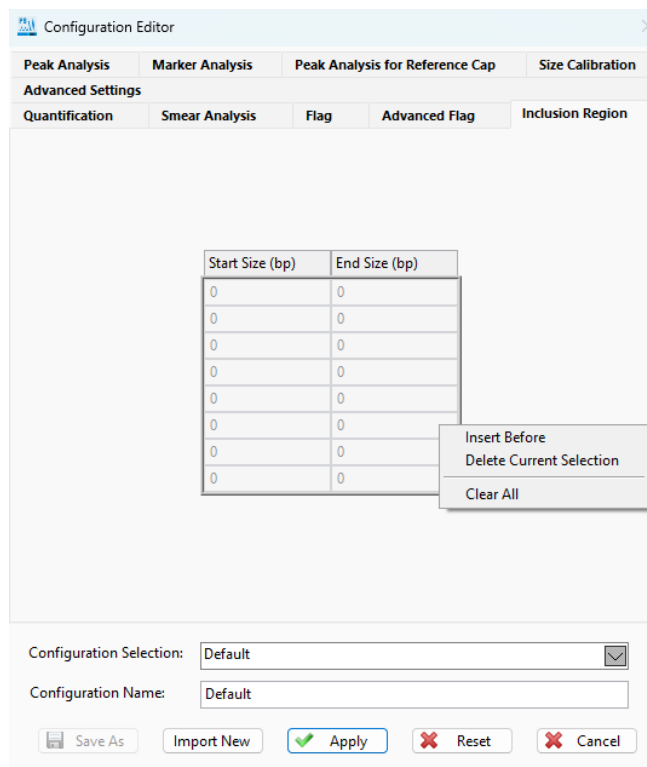 Configuration Editor
Peak Analysis Marker Analysis Peak Analysis for Reference Cap Size Calibration
Advanced Settings
Quantification Smear Analysis Flag Advanced Flag Inclusion Region
Start Size (bp) End Size (bp)
0 0
0 0
0 0
0 0
0 0
0 0
0 0
0 0
Insert Before
Delete Current Selection
Clear All
Configuration Selection: Default
Configuration Name: Default
Save As Import New Apply Reset Cancel